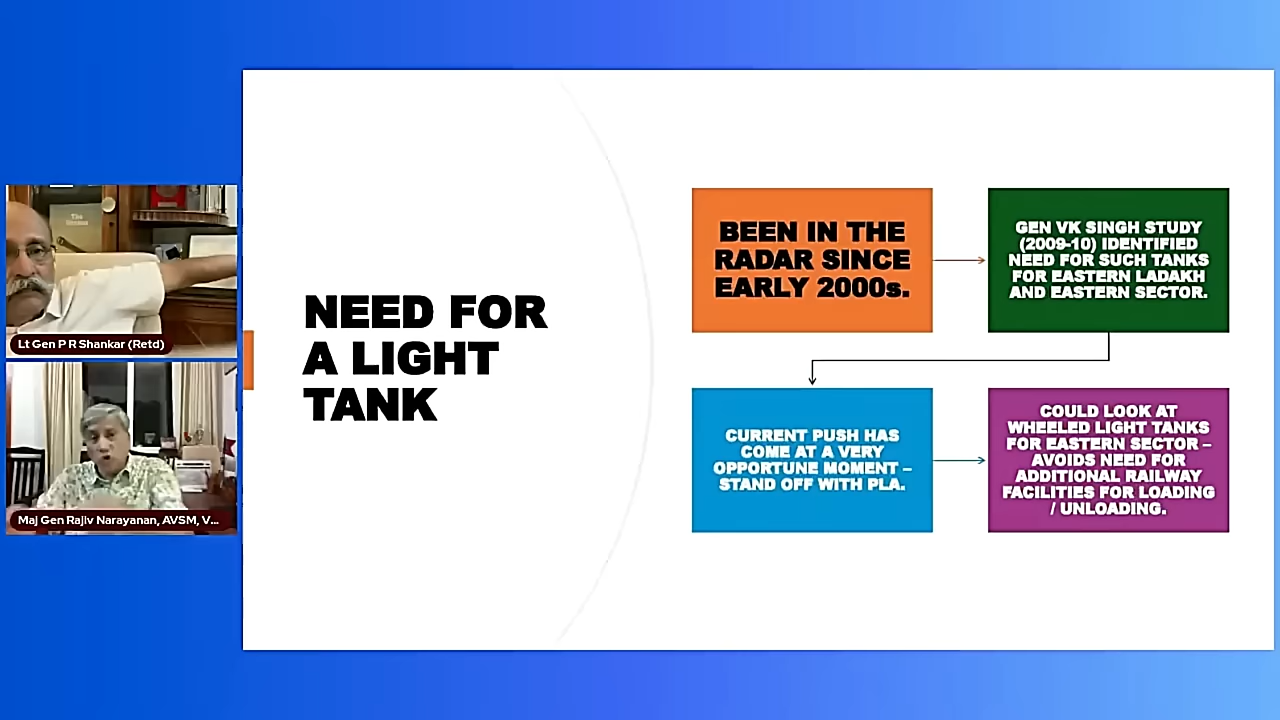 Lt Gen P R Shankar (Retd)
Maj Gen Rajiv Narayanan, AVSM, V...
NEED FOR
A LIGHT
TANK
BEEN IN THE
RADAR SINCE
EARLY 2000s.
GEN VK SINGH STUDY
(2009-10) IDENTIFIED
NEED FOR SUCH TANKS
FOR EASTERN LADAKH
AND EASTERN SECTOR.
CURRENT PUSH HAS
COME AT A VERY
OPPORTUNE MOMENT –
STAND OFF WITH PLA.
COULD LOOK AT
WHEELED LIGHT TANKS
FOR EASTERN SECTOR –
AVOIDS NEED FOR
ADDITIONAL RAILWAY
FACILITIES FOR LOADING
/ UNLOADING.